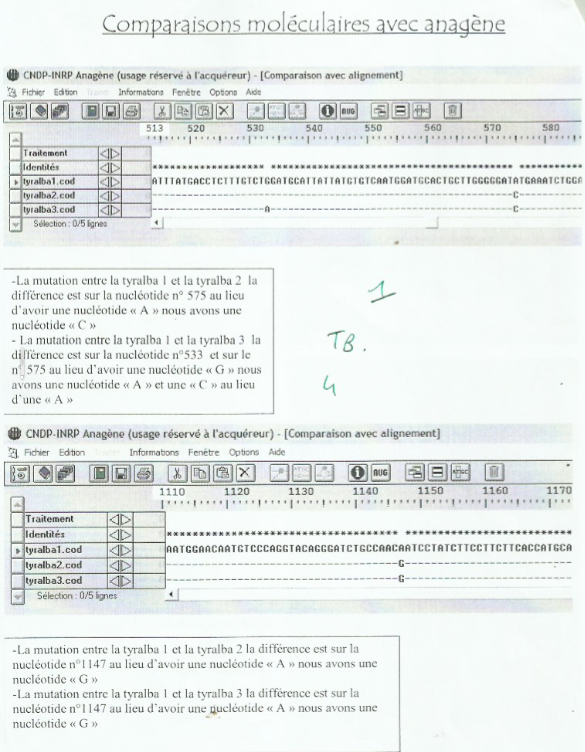 Comparaisons moléculaires avec anagène
CNDP-INRP Anagène (usage réservé à l'acquéreur) - [Comparaison avec alignement]
Fichier Edition Informations Fenêtre Options Aide
513 520 530 540 550 560 570 580
Traitement
Identités
tyralba1.cod ATTTATGACCTCTTTGTCTGGATGCATTATTATGTGTCAATGGATGCACTGCTTGGGGGATATGAAATCTGGA
tyralba2.cod C
tyralba3.cod A C
Sélection : 0/5 lignes
-La mutation entre la tyralba 1 et la tyralba 2 la
différence est sur la nucléotide n° 575 au lieu
d'avoir une nucléotide « A » nous avons une
nucléotide « C »
- La mutation entre la tyralba 1 et la tyralba 3 la
différence est sur la nucléotide n°533 et sur le
n° 575 au lieu d'avoir une nucléotide « G » nous
avons une nucléotide « A » et une « C » au lieu
d'une « A »
1
TB.
4
CNDP-INRP Anagène (usage réservé à l'acquéreur) - [Comparaison avec alignement]
Fichier Edition Informations Fenêtre Options Aide
1110 1120 1130 1140 1150 1160 1170
Traitement
Identités
tyralba1.cod AATGGAACAATGTCCCAGGTACAGGGATCTGCCAACAATCCTATCTTCCTTCTTCACCATGCA
tyralba2.cod G
tyralba3.cod G
Sélection : 0/5 lignes
-La mutation entre la tyralba 1 et la tyralba 2 la différence est sur la
nucléotide n°1147 au lieu d'avoir une nucléotide « A » nous avons une
nucléotide « G »
-La mutation entre la tyralba 1 et la tyralba 3 la différence est sur la
nucléotide n°1147 au lieu d'avoir une nucléotide « A » nous avons une
nucléotide « G »